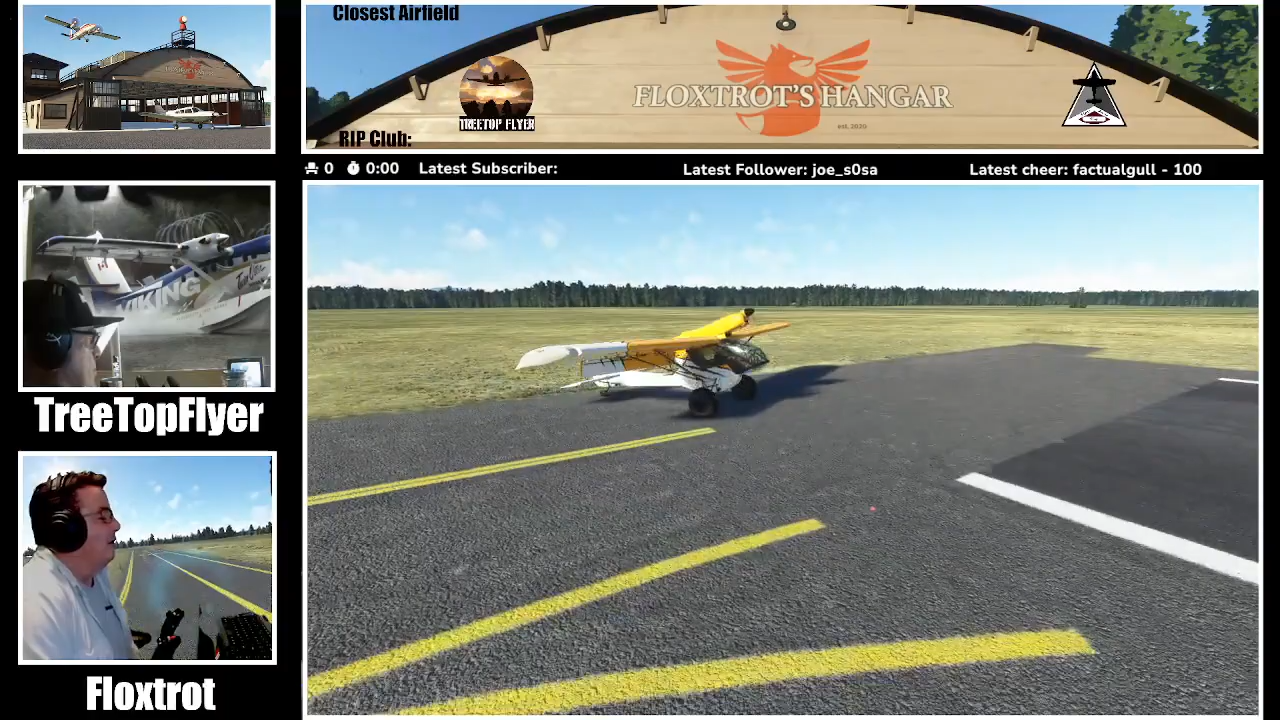 Closest Airfield
FLOXTROT'S HANGAR
est. 2020
TREETOP FLYER
RIP Club:
0 0:00 Latest Subscriber: Latest Follower: joe_s0sa Latest cheer: factualgull - 100
VIKING
TreeTopFlyer
Floxtrot